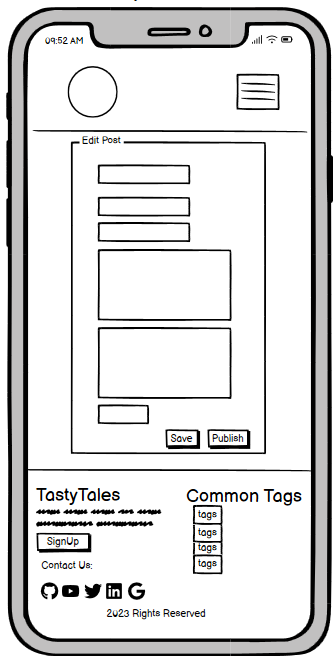 09:52 AM
Edit Post
Save Publish
TastyTales
SignUp
Contact Us:
Common Tags
tags
tags
tags
tags
2023 Rights Reserved